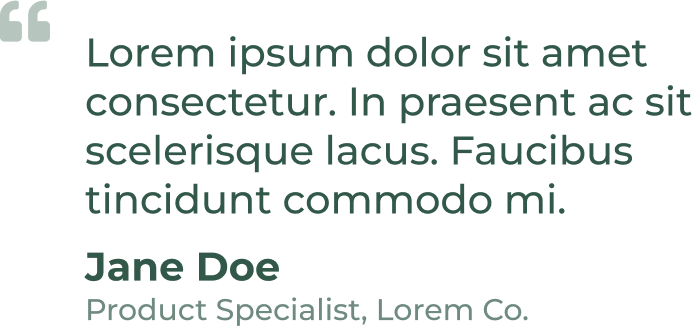 “
Lorem ipsum dolor sit amet
consectetur. In praesent ac sit
scelerisque lacus. Faucibus
tincidunt commodo mi.
Jane Doe
Product Specialist, Lorem Co.